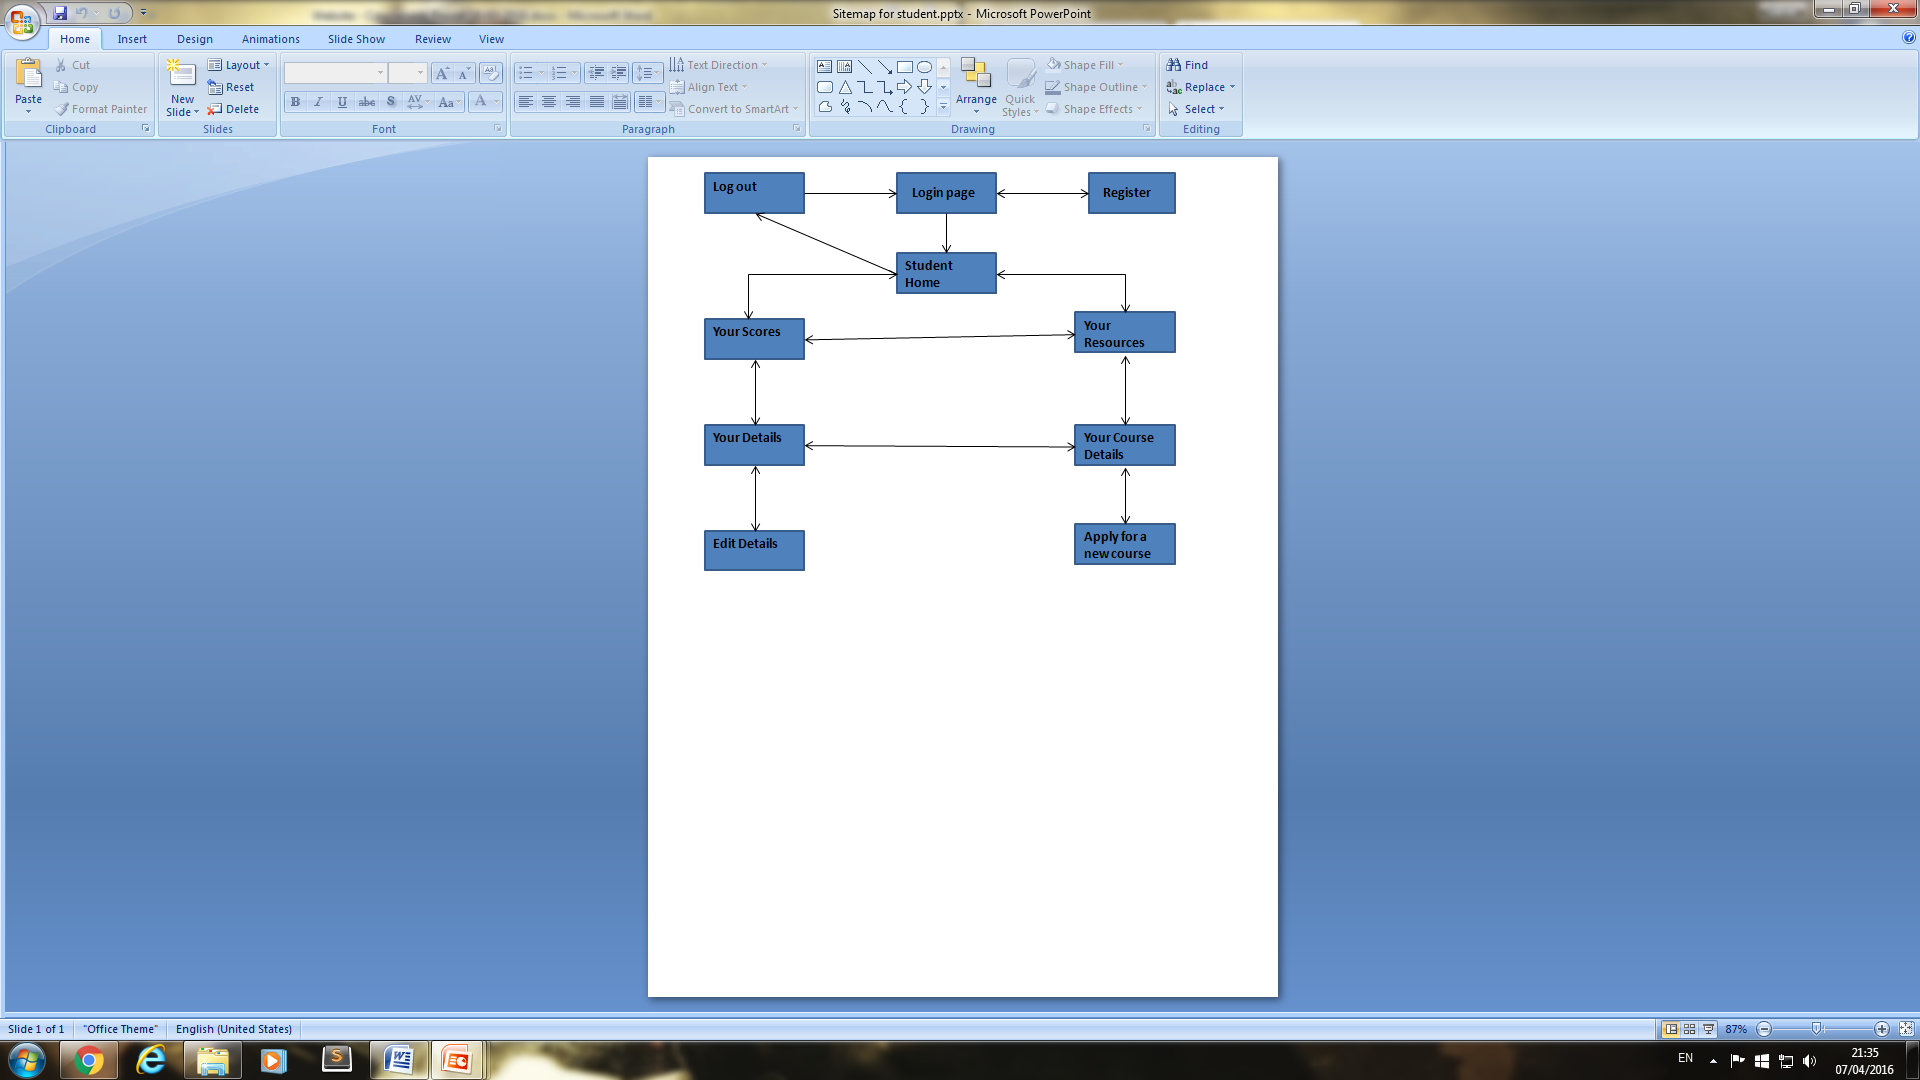 Sitemap for student.pptx - Microsoft PowerPoint
Home Insert Design Animations Slide Show Review View
Paste
Cut
Copy
Format Painter
Clipboard
New
Slide
Layout
Reset
Delete
Slides
B I U abc S AV Aa A
Font
Text Direction
Align Text
Convert to SmartArt
Paragraph
Arrange
Quick
Styles
Shape Fill
Shape Outline
Shape Effects
Drawing
Find
Replace
Select
Editing
Log out
Login page
Register
Student
Home
Your Scores
Your
Resources
Your Details
Your Course
Details
Edit Details
Apply for a
new course
Slide 1 of 1 "Office Theme" English (United States) 87%
EN
21:35
07/04/2016